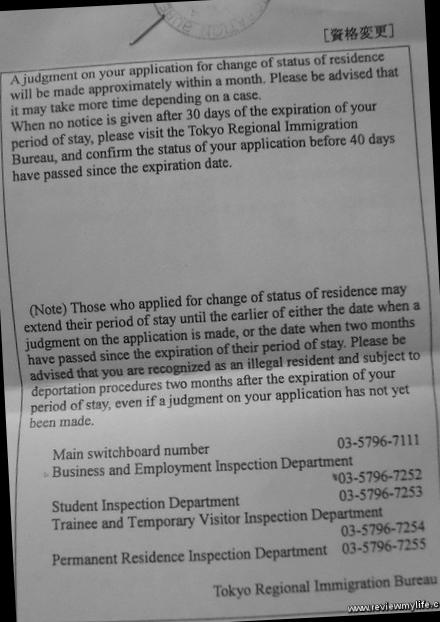 [資格変更]
A judgment on your application for change of status of residence
will be made approximately within a month. Please be advised that
it may take more time depending on a case.
When no notice is given after 30 days of the expiration of your
period of stay, please visit the Tokyo Regional Immigration
Bureau, and confirm the status of your application before 40 days
have passed since the expiration date.
(Note) Those who applied for change of status of residence may
extend their period of stay until the earlier of either the date when a
judgment on the application is made, or the date when two months
have passed since the expiration of their period of stay. Please be
advised that you are recognized as an illegal resident and subject to
deportation procedures two months after the expiration of your
period of stay, even if a judgment on your application has not yet
been made.
Main switchboard number 03-5796-7111
Business and Employment Inspection Department
03-5796-7252
Student Inspection Department 03-5796-7253
Trainee and Temporary Visitor Inspection Department
03-5796-7254
Permanent Residence Inspection Department 03-5796-7255
Tokyo Regional Immigration Bureau
www.reviewmylife.c